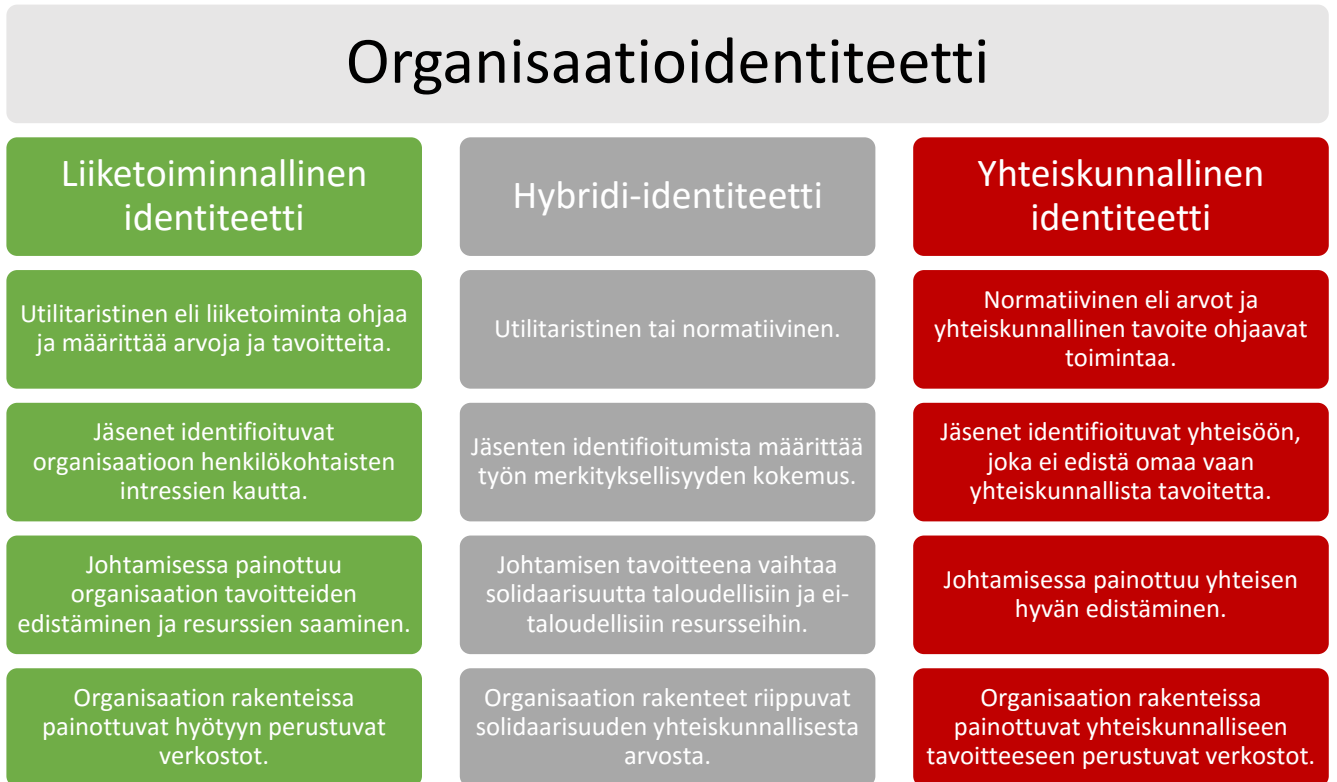 Organisaatioidentiteetti
Liiketoiminnallinen
identiteetti
Utilitaristinen eli liiketoiminta ohjaa
ja määrittää arvoja ja tavoitteita.
Jäsenet identifioituvat
organisaatioon henkilökohtaisten
intressien kautta.
Johtamisessa painottuu
organisaation tavoitteiden
edistäminen ja resurssien saaminen.
Organisaation rakenteissa
painottuvat hyötyyn perustuvat
verkostot.
Hybridi-identiteetti
Utilitaristinen tai normatiivinen.
Jäsenten identifioitumista määrittää
työn merkityksellisyyden kokemus.
Johtamisen tavoitteena vaihtaa
solidaarisuutta taloudellisiin ja ei-
taloudellisiin resursseihin.
Organisaation rakenteet riippuvat
solidaarisuuden yhteiskunnallisesta
arvosta.
Yhteiskunnallinen
identiteetti
Normatiivinen eli arvot ja
yhteiskunnallinen tavoite ohjaavat
toimintaa.
Jäsenet identifioituvat yhteisöön,
joka ei edistä omaa vaan
yhteiskunnallista tavoitetta.
Johtamisessa painottuu yhteisen
hyvän edistäminen.
Organisaation rakenteissa
painottuvat yhteiskunnalliseen
tavoitteeseen perustuvat verkostot.